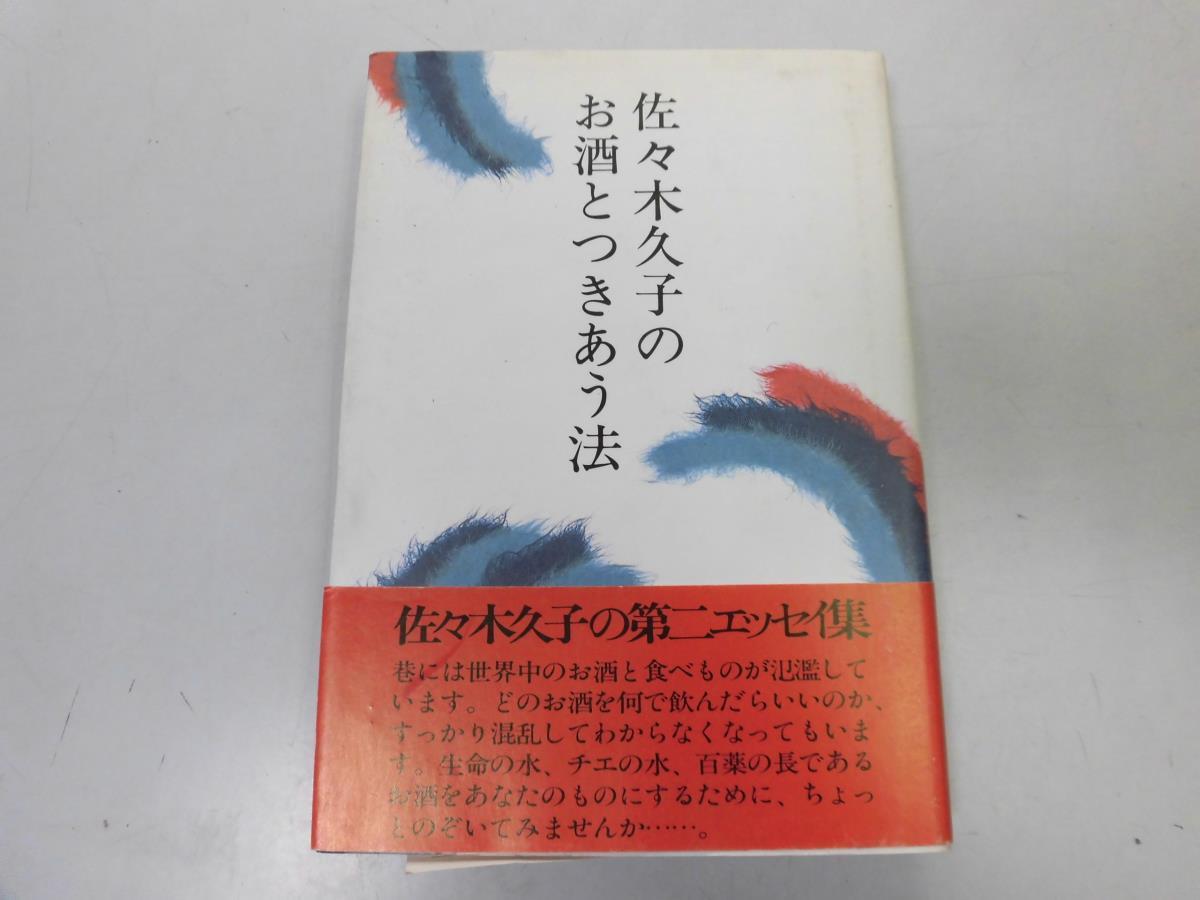 佐々木久子の
お酒とつきあう法
佐々木久子の第二エッセイ集
巷には世界中のお酒と食べものが氾濫して
います。どのお酒を何で飲んだらいいのか、
すっかり混乱してわからなくなってもいま
す。生命の水、チエの水、百薬の長である
お酒をあなたのものにするために、ちょっ
とのぞいてみませんか……。